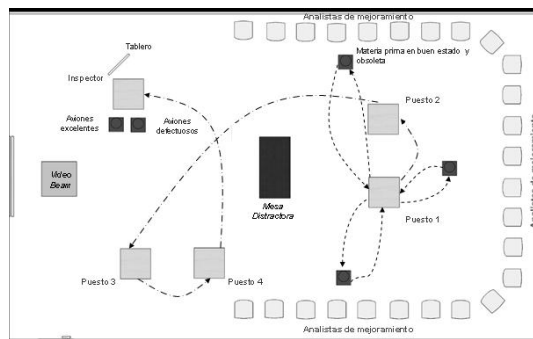 Analistas de mejoramiento
Tablero
Materia prima en buen estado y
obsoleta
Inspector
Puesto 2
Aviones
excelentes
Aviones
defectuosos
Video
Beam
Mesa
Distractora
Puesto 1
Puesto 3
Puesto 4
Analistas de mejoramiento